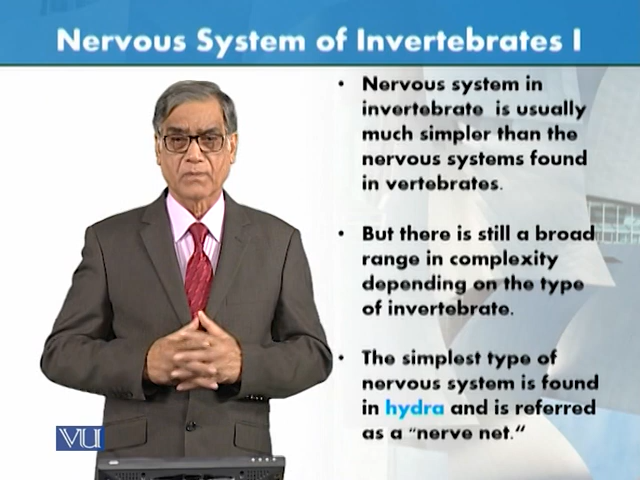 Nervous System of Invertebrates I
• Nervous system in
invertebrate is usually
much simpler than the
nervous systems found
in vertebrates.
• But there is still a broad
range in complexity
depending on the type
of invertebrate.
• The simplest type of
nervous system is found
in hydra and is referred
as a “nerve net.”
VU